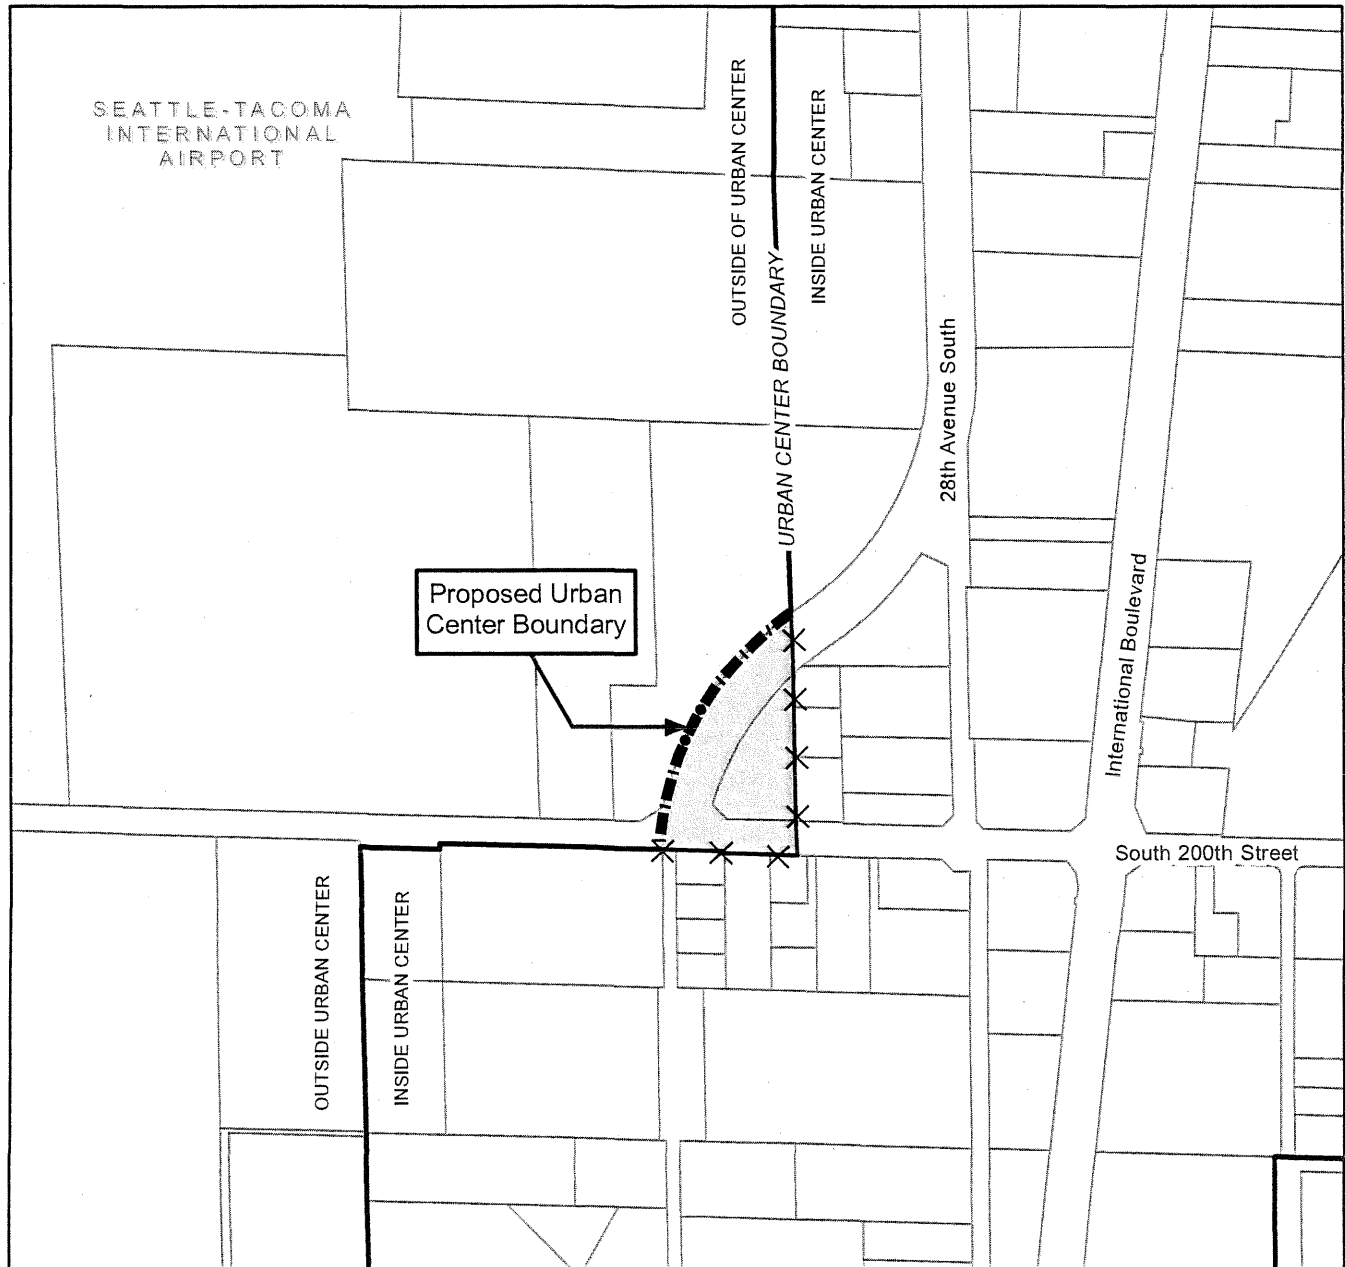 SEATTLE-TACOMA
INTERNATIONAL
AIRPORT
OUTSIDE OF URBAN CENTER
INSIDE URBAN CENTER
URBAN CENTER BOUNDARY
28th Avenue South
Proposed Urban
Center Boundary
International Boulevard
South 200th Street
OUTSIDE URBAN CENTER
INSIDE URBAN CENTER